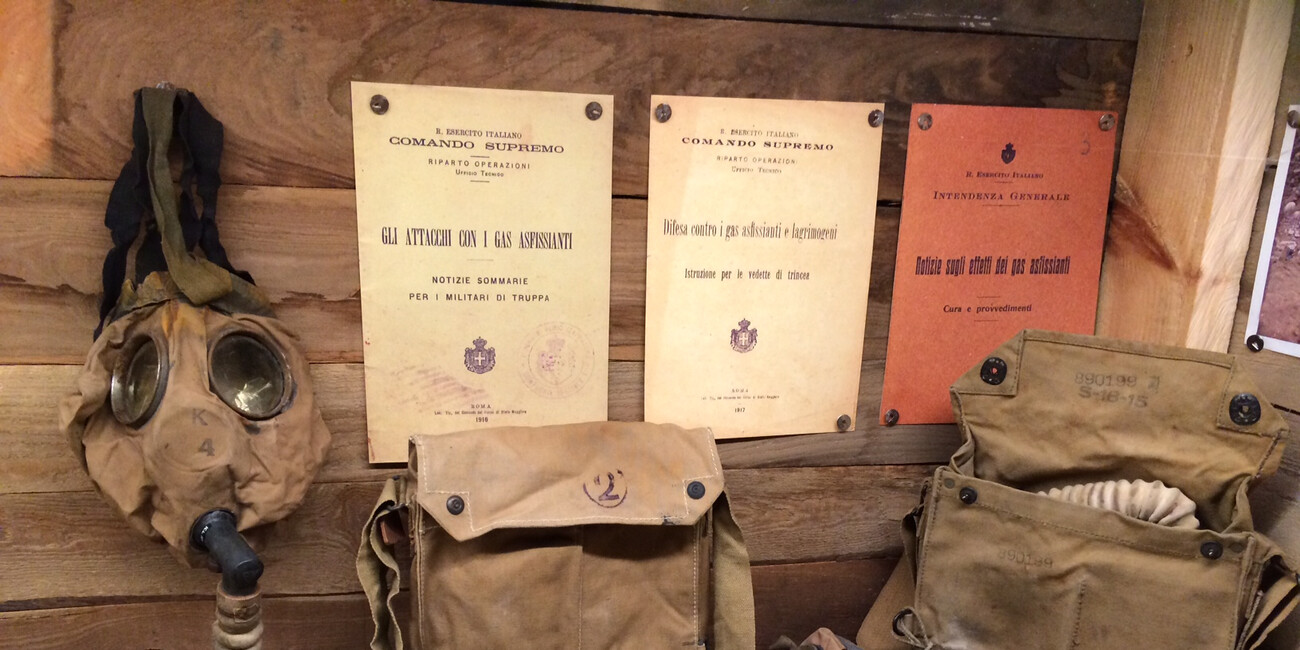 R. ESERCITO ITALIANO
COMANDO SUPREMO
RIPARTO OPERAZIONI
UFFICIO TECNICO
GLI ATTACCHI CON I GAS ASFISSIANTI
NOTIZIE SOMMARIE
PER I MILITARI DI TRUPPA
ROMA
1916
R. ESERCITO ITALIANO
COMANDO SUPREMO
RIPARTO OPERAZIONI
UFFICIO TECNICO
Difesa contro i gas asfissianti e lagrimogeni
Istruzione per le vedette di trincea
ROMA
1917
R. ESERCITO ITALIANO
INTENDENZA GENERALE
Notizie sugli effetti dei gas asfissianti
Cura e provvedimenti
K
4
2
890199
S-18-15
890199